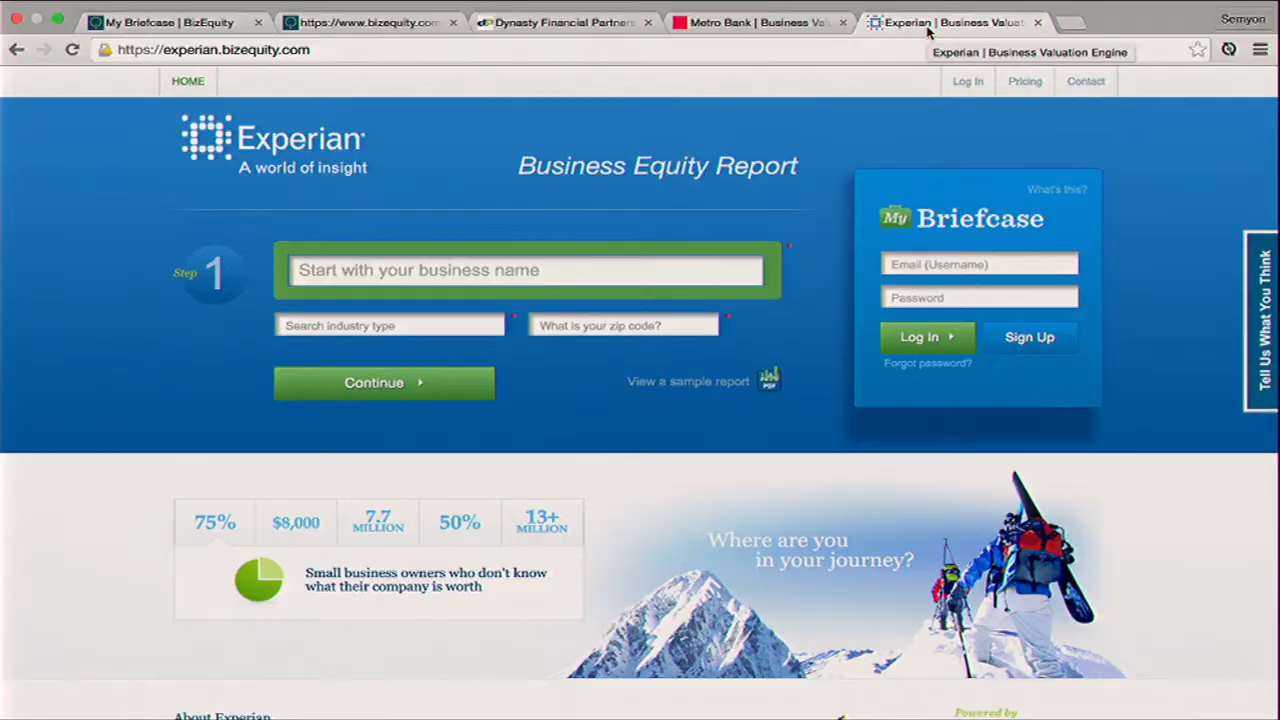 My Briefcase | BizEquity
https://www.bizequity.com
Dynasty Financial Partners
Metro Bank | Business Val
Experian | Business Valuat
Semyon
https://experian.bizequity.com
Experian | Business Valuation Engine
HOME
Log In
Pricing
Contact
Experian
A world of insight
Business Equity Report
What's this?
My Briefcase
Step 1
Start with your business name
Email (Username)
Password
Search industry type
What is your zip code?
Log In
Sign Up
Forgot password?
Continue
View a sample report
PDF
Tell Us What You Think
75%
$8,000
7.7 MILLION
50%
13+ MILLION
Small business owners who don't know
what their company is worth
Where are you
in your journey?
About Experian
Powered by